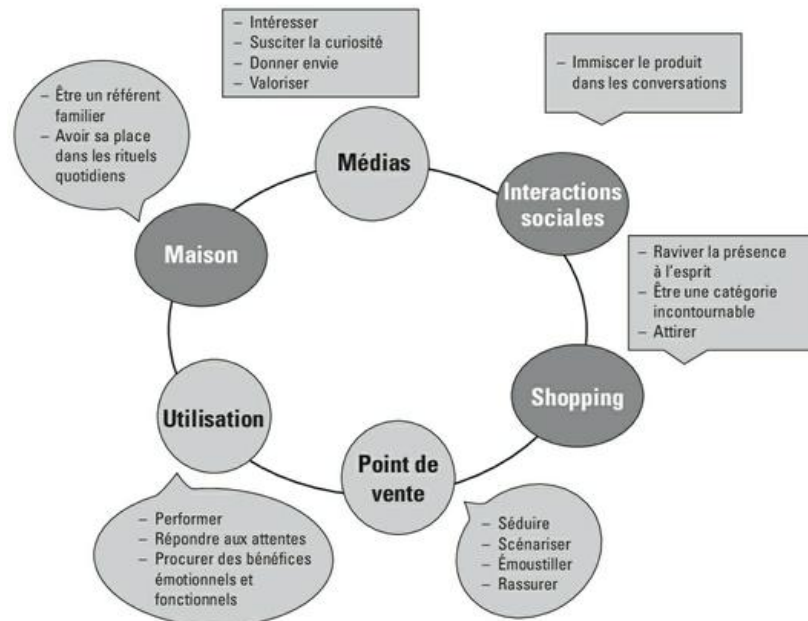 – Intéresser
– Susciter la curiosité
– Donner envie
– Valoriser
– Immiscer le produit
dans les conversations
– Être un référent
familier
– Avoir sa place
dans les rituels
quotidiens
Médias
Interactions
sociales
Maison
– Raviver la présence
à l'esprit
– Être une catégorie
incontournable
– Attirer
Shopping
Utilisation
Point de
vente
– Performer
– Répondre aux attentes
– Procurer des bénéfices
émotionnels et
fonctionnels
– Séduire
– Scénariser
– Émoustiller
– Rassurer